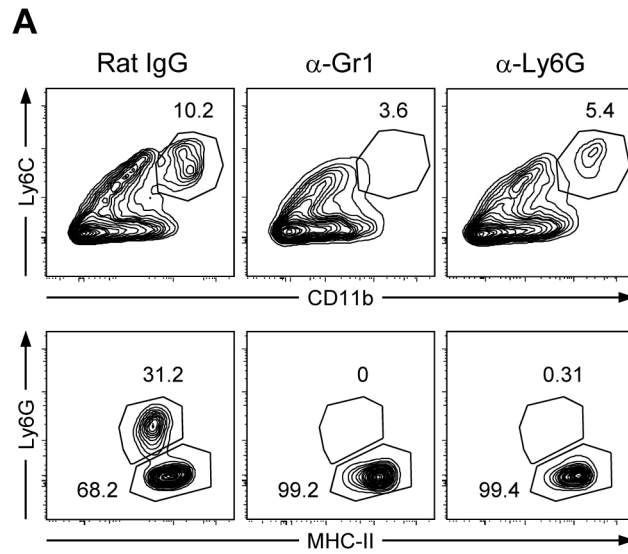 A
Rat IgG α-Gr1 α-Ly6G
10.2 3.6 5.4
Ly6C
CD11b
31.2 0 0.31
Ly6G
68.2 99.2 99.4
MHC-II